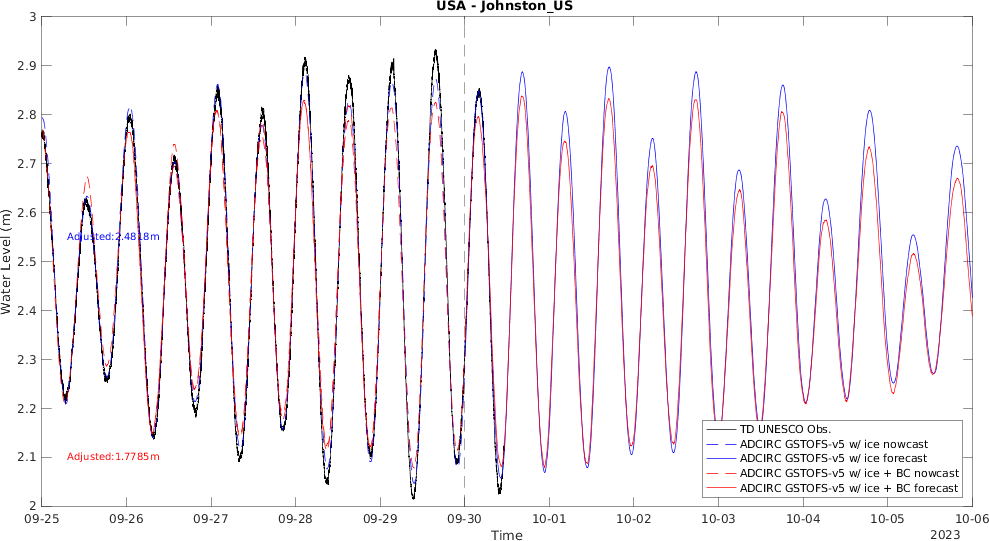 USA - Johnston_US
3
2.9
2.8
2.7
2.6
2.5
2.4
2.3
2.2
2.1
2
Water Level (m)
Adjusted:2.4818m
Adjusted:1.7785m
TD UNESCO Obs.
ADCIRC GSTOFS-v5 w/ ice nowcast
ADCIRC GSTOFS-v5 w/ ice forecast
ADCIRC GSTOFS-v5 w/ ice + BC nowcast
ADCIRC GSTOFS-v5 w/ ice + BC forecast
09-25 09-26 09-27 09-28 09-29 09-30 10-01 10-02 10-03 10-04 10-05 10-06
Time
2023